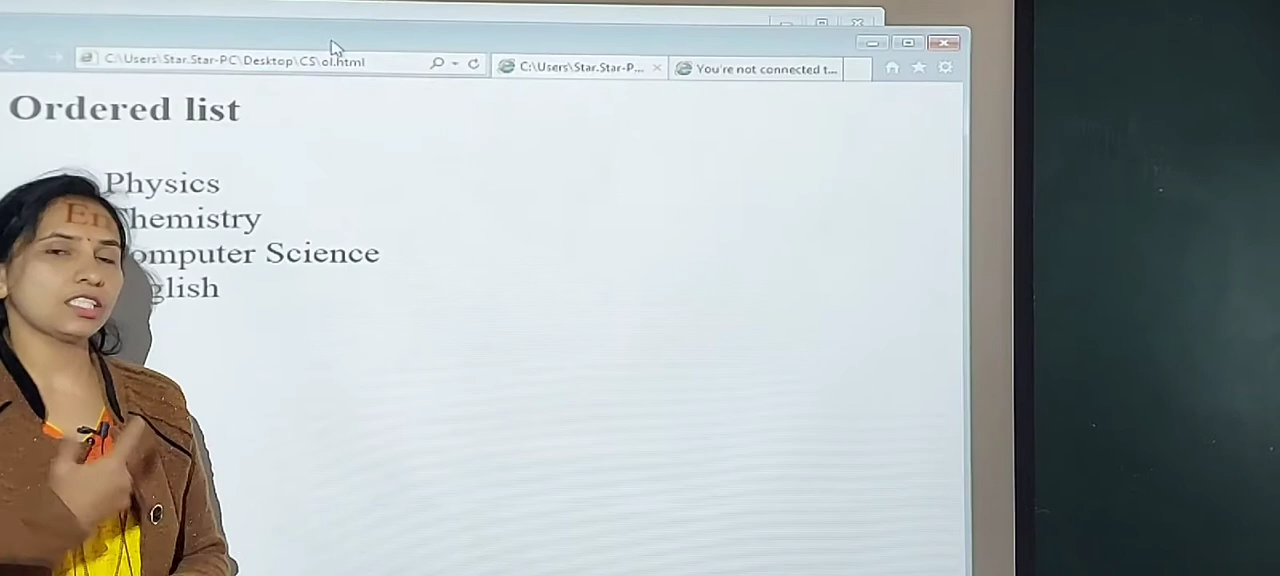 C:\Users\Star.Star-PC\Desktop\CS\ol.html
C:\Users\Star.Star-P...
You're not connected t...
Ordered list
Physics
En
hemistry
omputer Science
glish